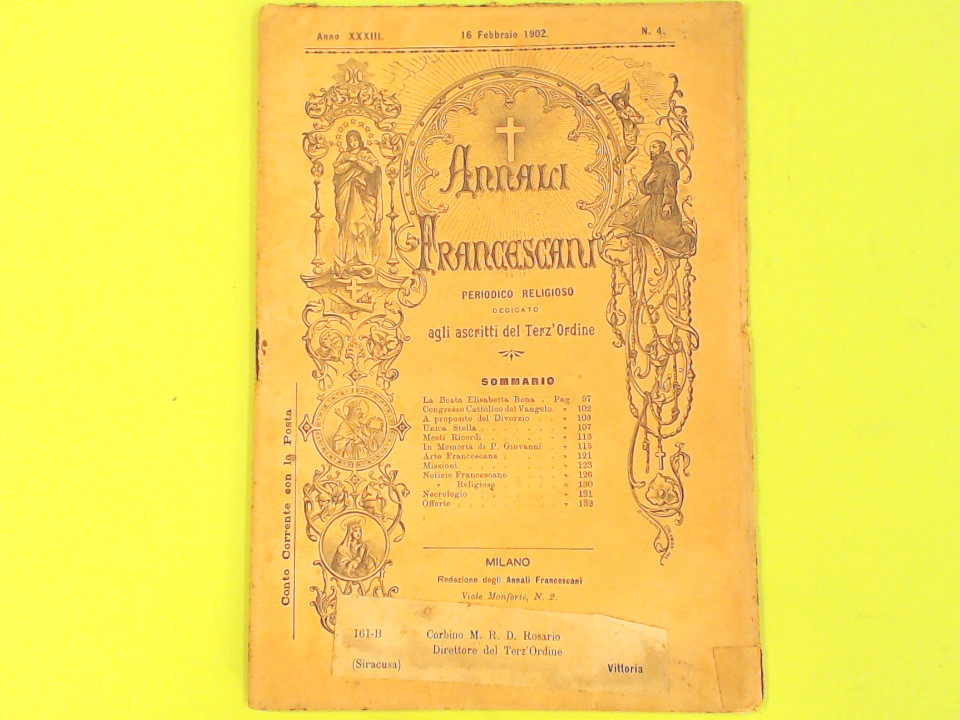 Anno XXXIII.
16 Febbraio 1902.
N. 4.
ANNALI
FRANCESCANI
PERIODICO RELIGIOSO
DEDICATO
agli ascritti del Terz'Ordine
SOMMARIO
La Beata Elisabetta Bona . Pag. 97
Congresso Cattolico del Vangelo. » 102
A proposito del Divorzio . . » 103
Unica Stella . . . . . . . » 107
Mesti Ricordi . . . . . . » 113
In Memoria di P. Giovanni . » 115
Arte Francescana . . . . . » 121
Missioni . . . . . . . . » 123
Notizie Francescane . . . . » 126
» Religiose . . . . . » 130
Necrologio . . . . . . . » 131
Offerte . . . . . . . . . » 132
MILANO
Redazione degli Annali Francescani
Viale Monforte, N. 2.
Conto Corrente con la Posta
161-B Corbino M. R. D. Rosario
Direttore del Terz'Ordine
(Siracusa) Vittoria